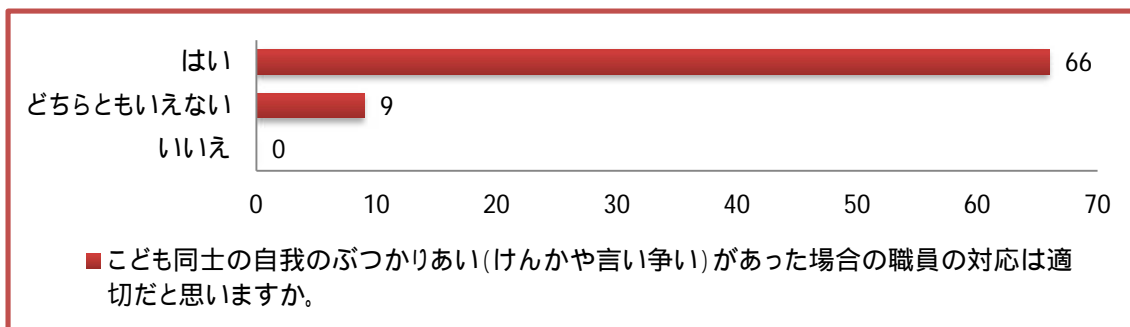 はい 66
どちらともいえない 9
いいえ 0
0 10 20 30 40 50 60 70
こども同士の自我のぶつかりあい(けんかや言い争い)があった場合の職員の対応は適
切だと思いますか。